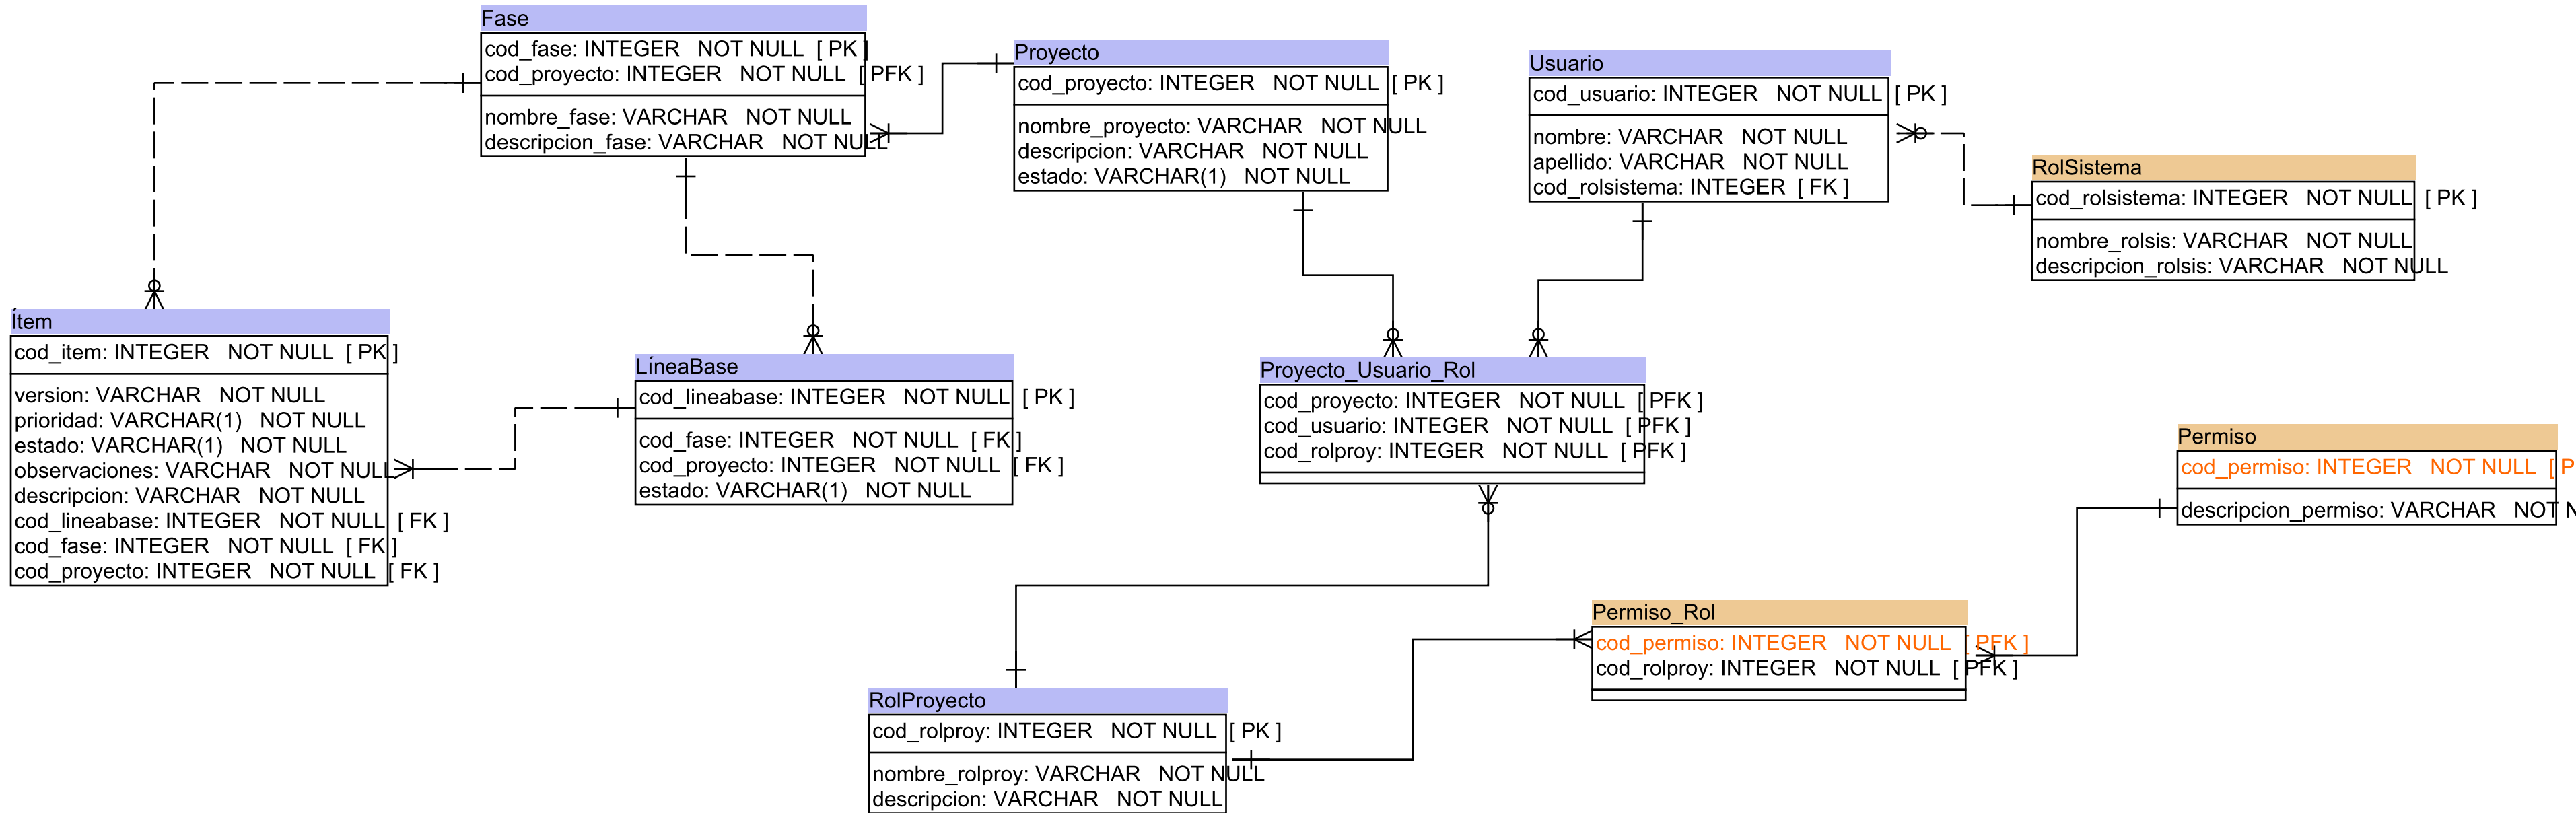 Fase
cod_fase: INTEGER NOT NULL [ PK ]
cod_proyecto: INTEGER NOT NULL [ PFK ]
nombre_fase: VARCHAR NOT NULL
descripcion_fase: VARCHAR NOT NULL
Proyecto
cod_proyecto: INTEGER NOT NULL [ PK ]
nombre_proyecto: VARCHAR NOT NULL
descripcion: VARCHAR NOT NULL
estado: VARCHAR(1) NOT NULL
Usuario
cod_usuario: INTEGER NOT NULL [ PK ]
nombre: VARCHAR NOT NULL
apellido: VARCHAR NOT NULL
cod_rolsistema: INTEGER [ FK ]
RolSistema
cod_rolsistema: INTEGER NOT NULL [ PK ]
nombre_rolsis: VARCHAR NOT NULL
descripcion_rolsis: VARCHAR NOT NULL
Ítem
cod_item: INTEGER NOT NULL [ PK ]
version: VARCHAR NOT NULL
prioridad: VARCHAR(1) NOT NULL
estado: VARCHAR(1) NOT NULL
observaciones: VARCHAR NOT NULL
descripcion: VARCHAR NOT NULL
cod_lineabase: INTEGER NOT NULL [ FK ]
cod_fase: INTEGER NOT NULL [ FK ]
cod_proyecto: INTEGER NOT NULL [ FK ]
LíneaBase
cod_lineabase: INTEGER NOT NULL [ PK ]
cod_fase: INTEGER NOT NULL [ FK ]
cod_proyecto: INTEGER NOT NULL [ FK ]
estado: VARCHAR(1) NOT NULL
Proyecto_Usuario_Rol
cod_proyecto: INTEGER NOT NULL [ PFK ]
cod_usuario: INTEGER NOT NULL [ PFK ]
cod_rolproy: INTEGER NOT NULL [ PFK ]
Permiso
cod_permiso: INTEGER NOT NULL [ P
descripcion_permiso: VARCHAR NOT N
Permiso_Rol
cod_permiso: INTEGER NOT NULL [ PFK ]
cod_rolproy: INTEGER NOT NULL [ PFK ]
RolProyecto
cod_rolproy: INTEGER NOT NULL [ PK ]
nombre_rolproy: VARCHAR NOT NULL
descripcion: VARCHAR NOT NULL